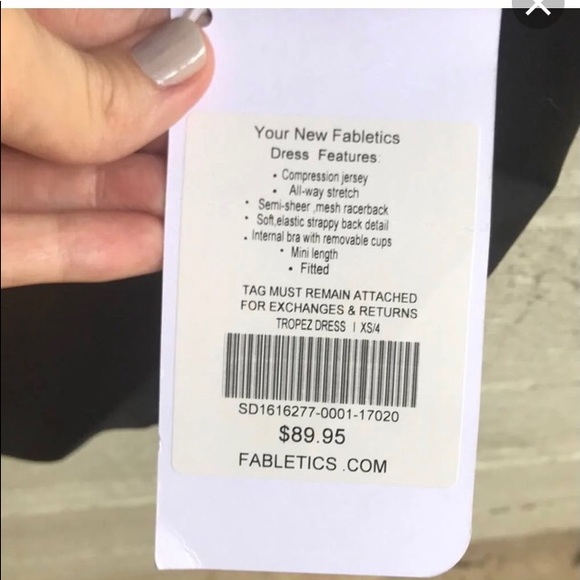 Your New Fabletics
Dress Features:
• Compression jersey
• All-way stretch
• Semi-sheer ,mesh racerback
• Soft,elastic strappy back detail
• Internal bra with removable cups
• Mini length
• Fitted
TAG MUST REMAIN ATTACHED
FOR EXCHANGES & RETURNS
TROPEZ DRESS | XS/4
SD1616277-0001-17020
$89.95
FABLETICS .COM